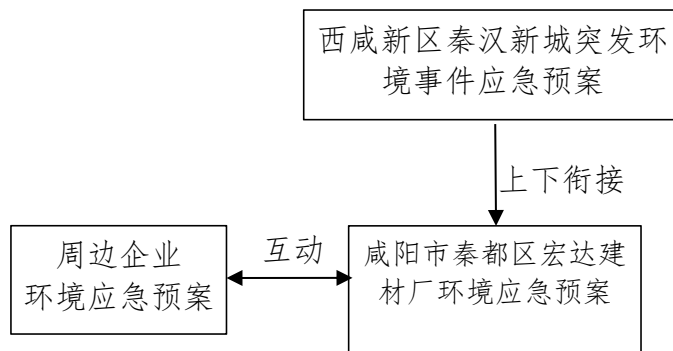 西咸新区秦汉新城突发环
境事件应急预案
上下衔接
周边企业
环境应急预案
互动
咸阳市秦都区宏达建
材厂环境应急预案